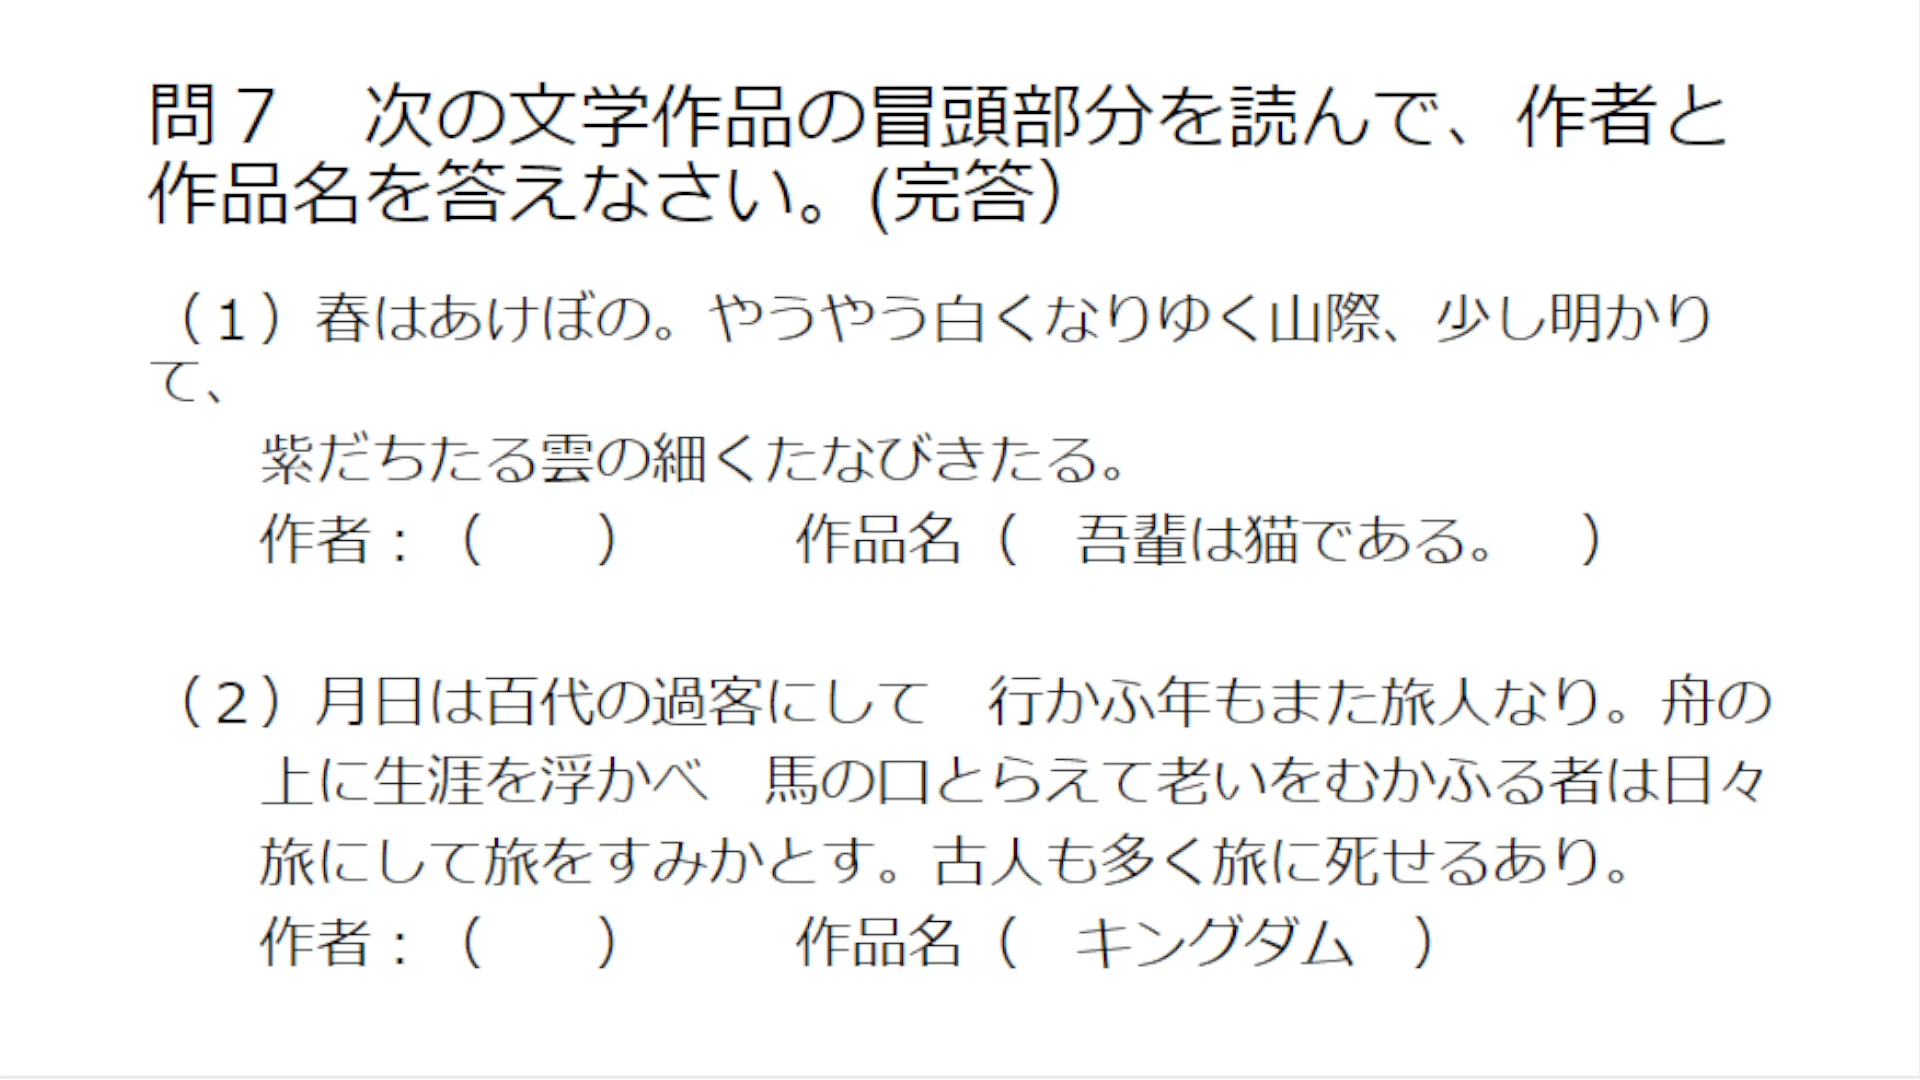 問７　次の文学作品の冒頭部分を読んで、作者と
作品名を答えなさい。(完答）
（１）春はあけぼの。やうやう白くなりゆく山際、少し明かり
て、
紫だちたる雲の細くたなびきたる。
作者：（　　）　　　作品名（　吾輩は猫である。　）
（２）月日は百代の過客にして　行かふ年もまた旅人なり。舟の
上に生涯を浮かべ　馬の口とらえて老いをむかふる者は日々
旅にして旅をすみかとす。古人も多く旅に死せるあり。
作者：（　　）　　　作品名（　キングダム　）